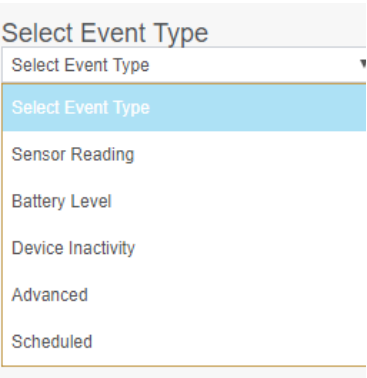 Select Event Type
Select Event Type
Select Event Type
Sensor Reading
Battery Level
Device Inactivity
Advanced
Scheduled